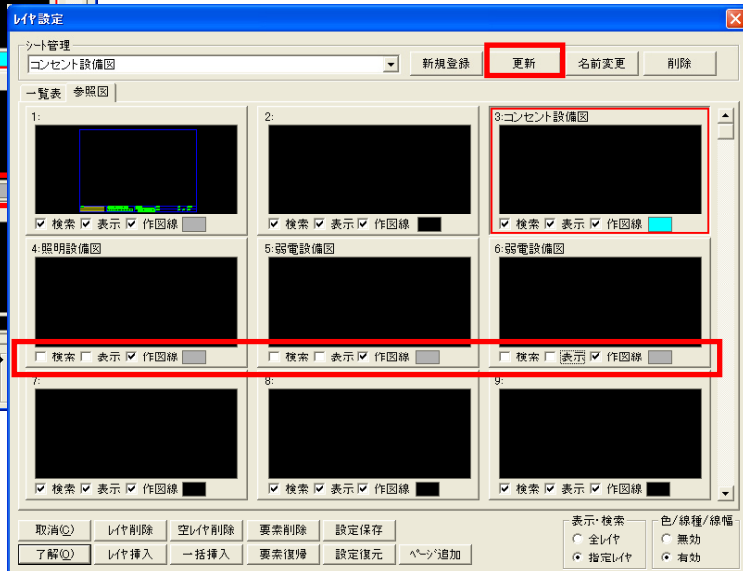 レイヤ設定
シート管理
コンセント設備図
新規登録 更新 名前変更 削除
一覧表 参照図
1: 2: 3:コンセント設備図
検索 表示 作図線 検索 表示 作図線 検索 表示 作図線
4:照明設備図 5:弱電設備図 6:弱電設備図
検索 表示 作図線 検索 表示 作図線 検索 表示 作図線
7: 8: 9:
検索 表示 作図線 検索 表示 作図線 検索 表示 作図線
取消(C) レイヤ削除 空レイヤ削除 要素削除 設定保存
了解(O) レイヤ挿入 一括挿入 要素復帰 設定復元 ページ追加
表示・検索 色/線種/線幅
全レイヤ 無効
指定レイヤ 有効